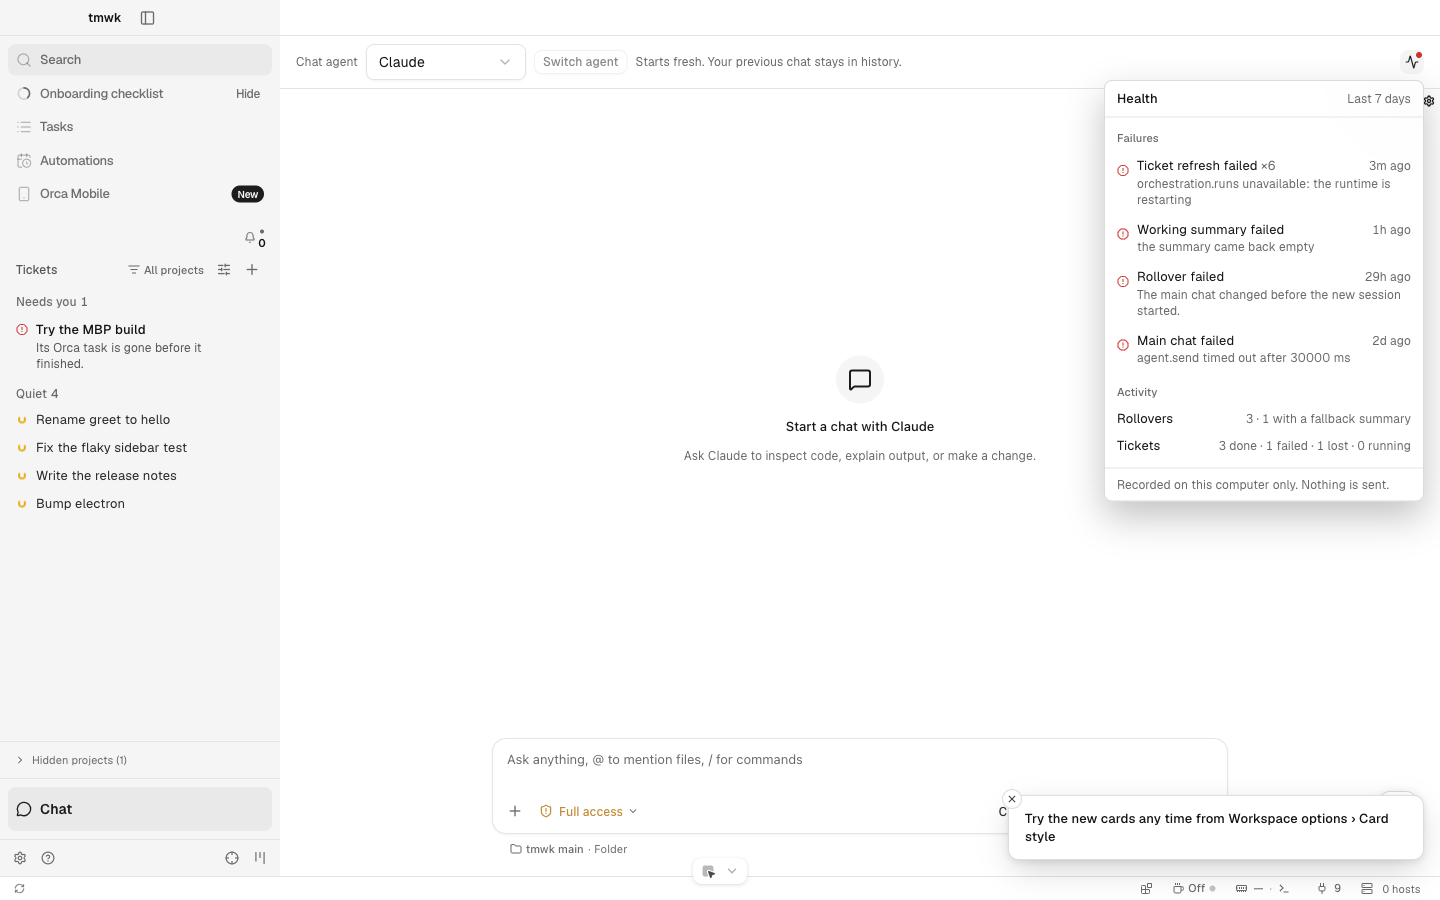 tmwk
Search
Onboarding checklist Hide
Tasks
Automations
Orca Mobile New
0
Tickets All projects
Needs you 1
Try the MBP build
Its Orca task is gone before it
finished.
Quiet 4
Rename greet to hello
Fix the flaky sidebar test
Write the release notes
Bump electron
Hidden projects (1)
Chat
Chat agent Claude Switch agent Starts fresh. Your previous chat stays in history.
Health Last 7 days
Failures
Ticket refresh failed ×6 3m ago
orchestration.runs unavailable: the runtime is
restarting
Working summary failed 1h ago
the summary came back empty
Rollover failed 29h ago
The main chat changed before the new session
started.
Main chat failed 2d ago
agent.send timed out after 30000 ms
Activity
Rollovers 3 · 1 with a fallback summary
Tickets 3 done · 1 failed · 1 lost · 0 running
Recorded on this computer only. Nothing is sent.
Start a chat with Claude
Ask Claude to inspect code, explain output, or make a change.
Ask anything, @ to mention files, / for commands
Full access
tmwk main · Folder
Try the new cards any time from Workspace options › Card
style
Off — · 9 0 hosts